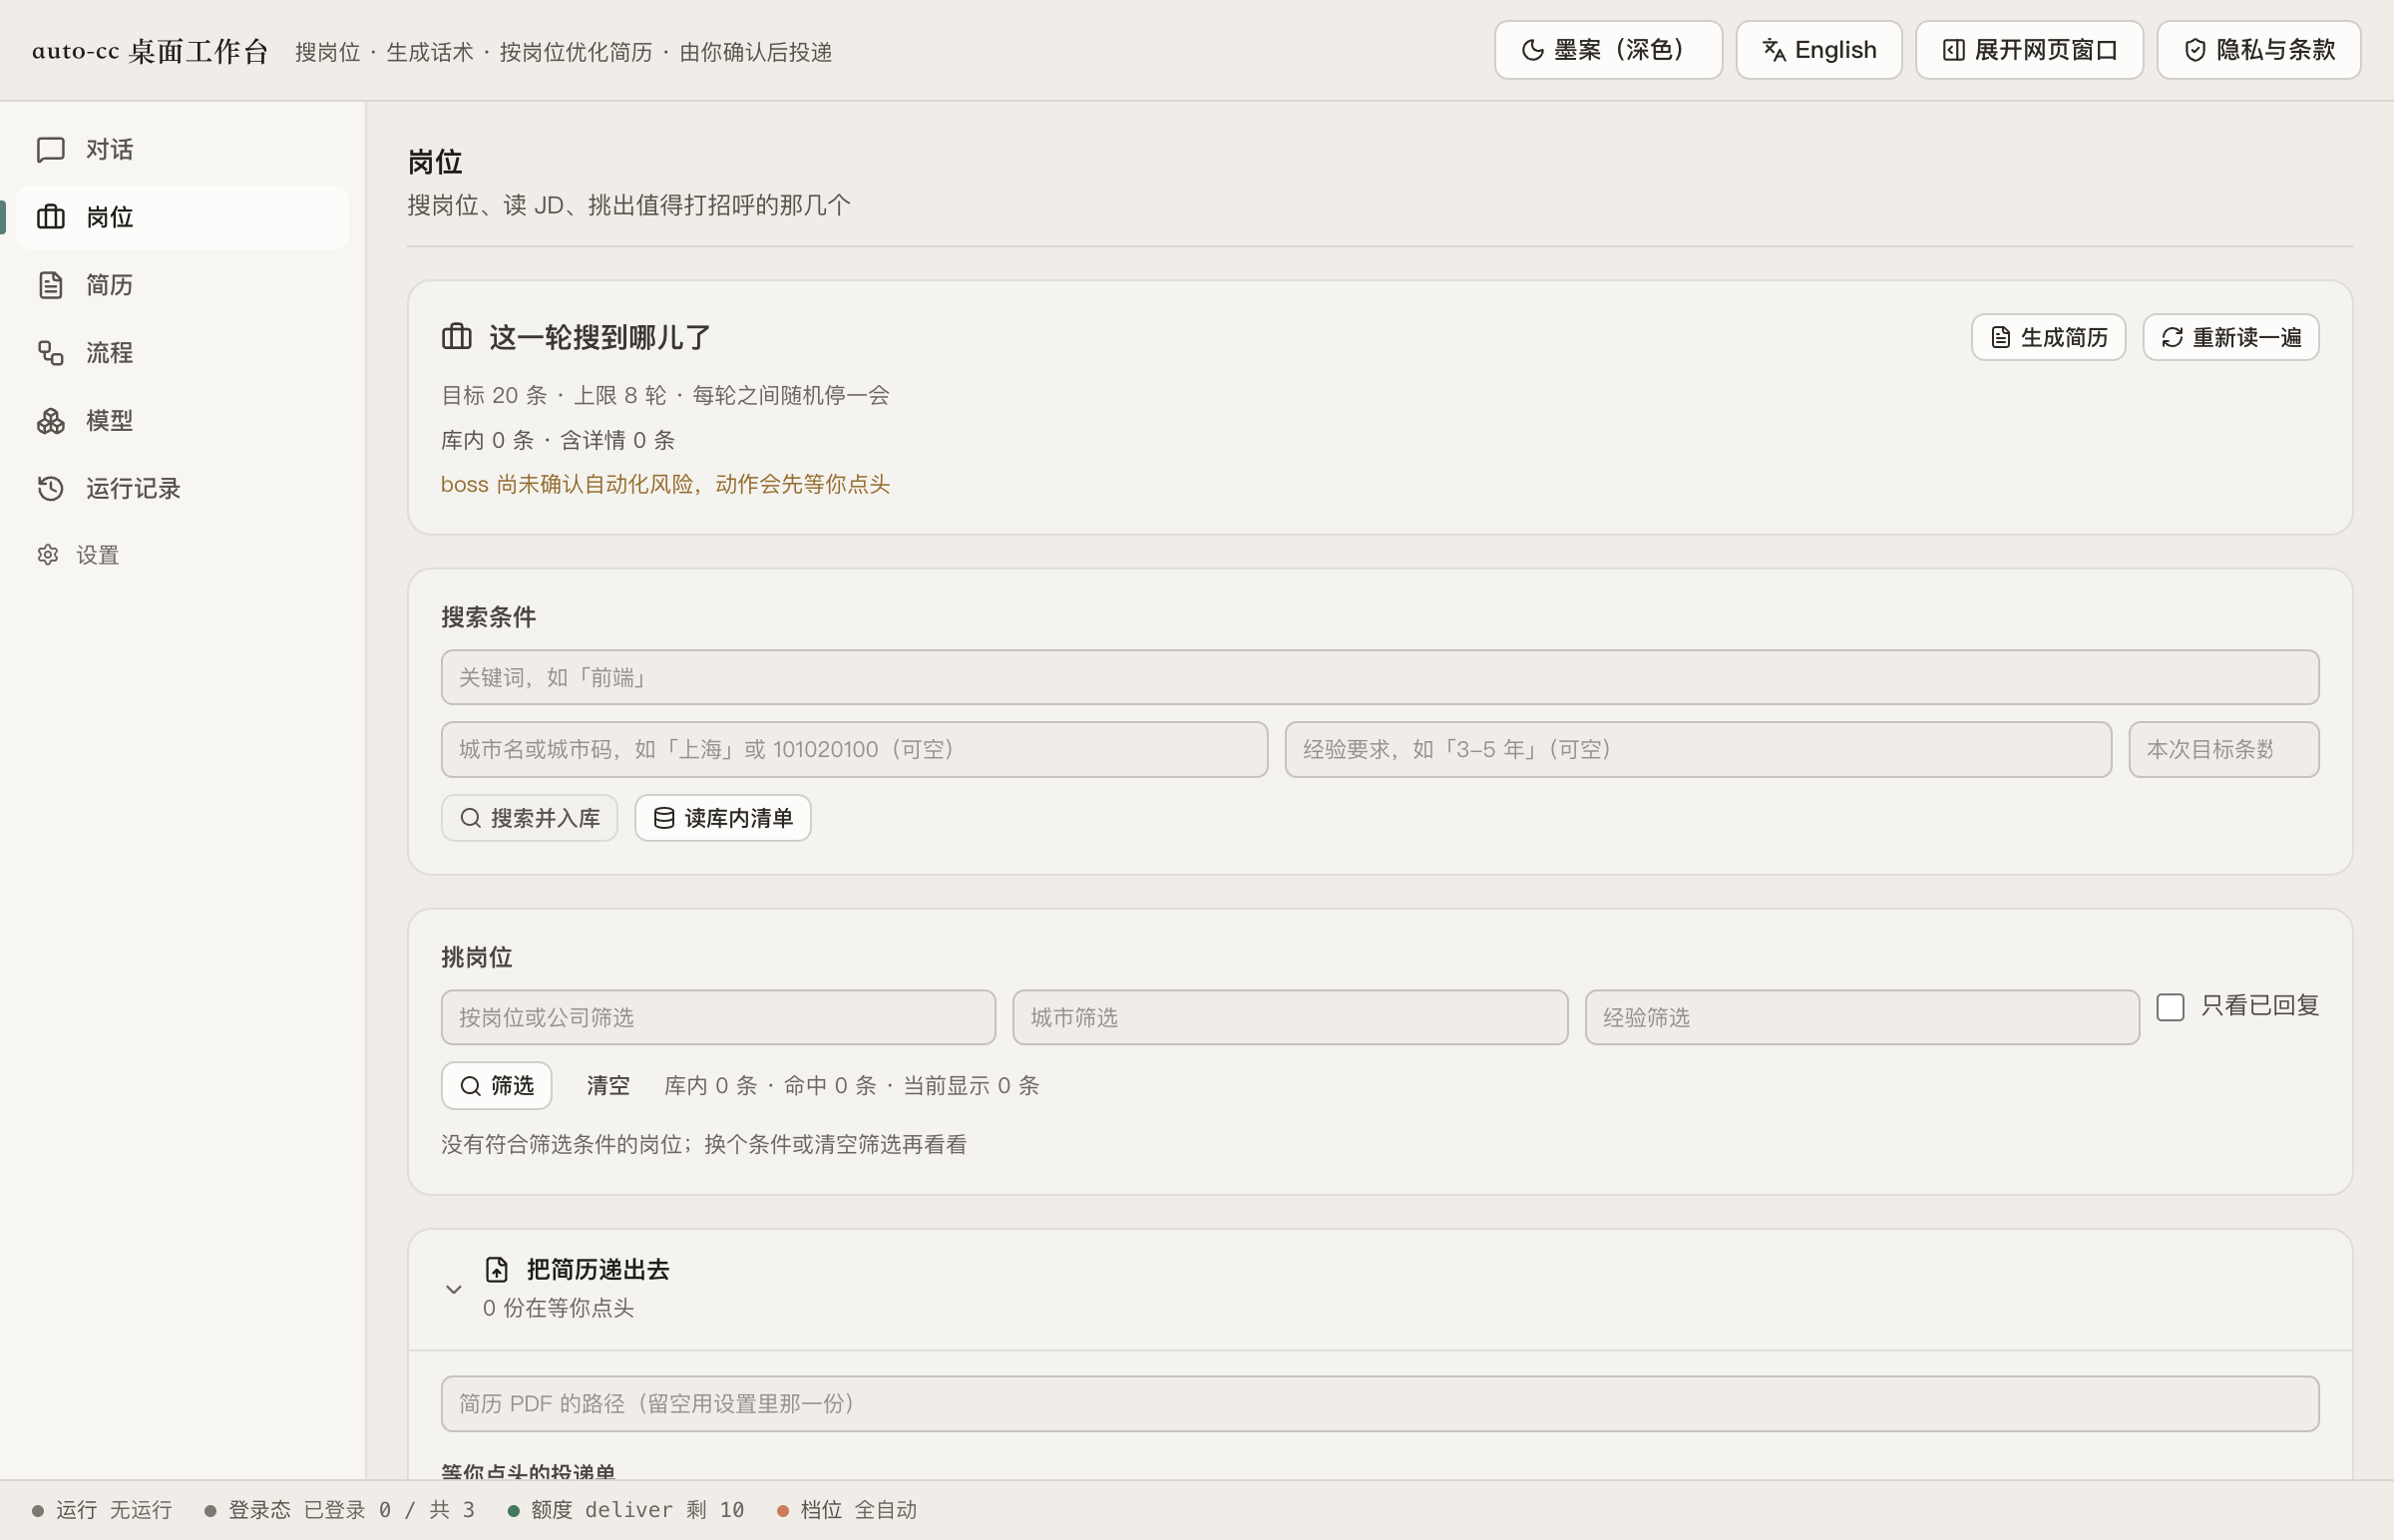 auto-cc 桌面工作台 搜岗位 · 生成话术 · 按岗位优化简历 · 由你确认后投递 墨案（深色） English 展开网页窗口 隐私与条款
对话
岗位
简历
流程
模型
运行记录
设置
岗位
搜岗位、读 JD、挑出值得打招呼的那几个
这一轮搜到哪儿了 生成简历 重新读一遍
目标 20 条 · 上限 8 轮 · 每轮之间随机停一会
库内 0 条 · 含详情 0 条
boss 尚未确认自动化风险，动作会先等你点头
搜索条件
关键词，如「前端」
城市名或城市码，如「上海」或 101020100（可空） 经验要求，如「3-5 年」（可空） 本次目标条数
搜索并入库 读库内清单
挑岗位
按岗位或公司筛选 城市筛选 经验筛选 只看已回复
筛选 清空 库内 0 条 · 命中 0 条 · 当前显示 0 条
没有符合筛选条件的岗位；换个条件或清空筛选再看看
把简历递出去
0 份在等你点头
简历 PDF 的路径（留空用设置里那一份）
等你点头的投递单
运行 无运行 登录态 已登录 0 / 共 3 额度 deliver 剩 10 档位 全自动